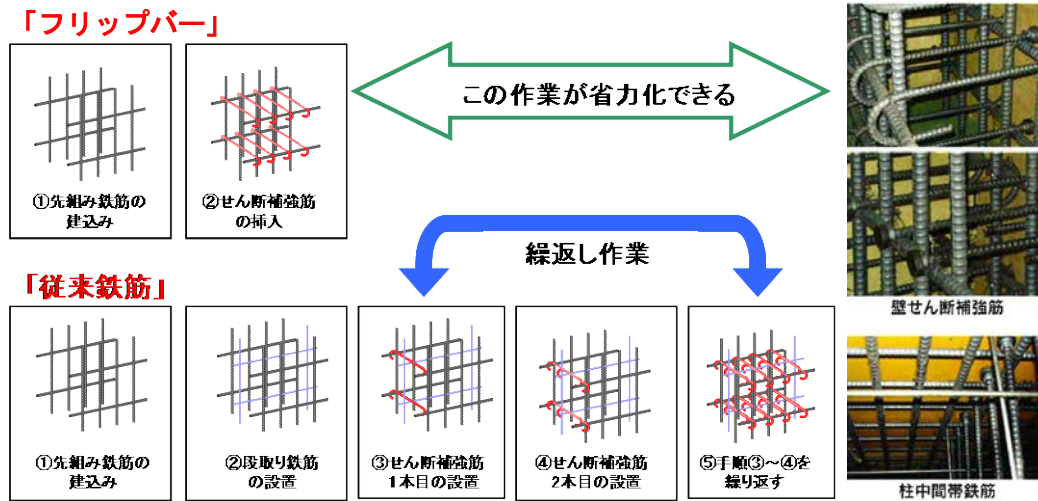 「フリップバー」
①先組み鉄筋の
建込み
②せん断補強筋
の挿入
この作業が省力化できる
繰返し作業
「従来鉄筋」
①先組み鉄筋の
建込み
②段取り鉄筋
の設置
③せん断補強筋
1本目の設置
④せん断補強筋
2本目の設置
⑤手順③～④を
繰り返す
壁せん断補強筋
柱中間帯鉄筋